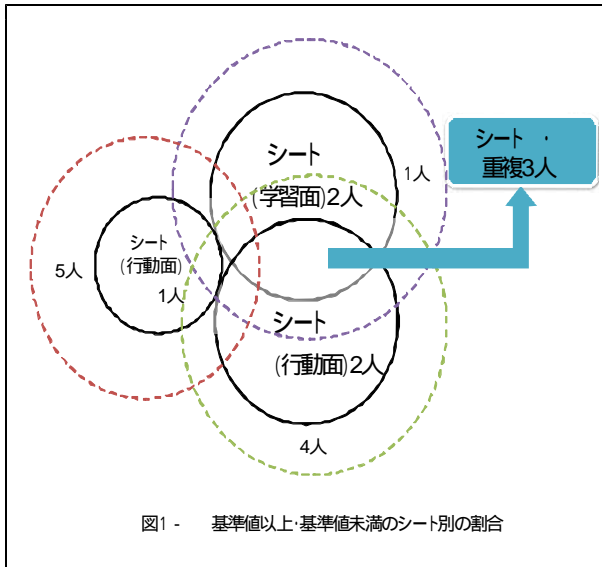 シート
(学習面)2人
1人
シート ・
重複3人
シート
(行動面)
1人
5人
シート
(行動面)2人
4人
図1 - 基準値以上・基準値未満のシート別の割合